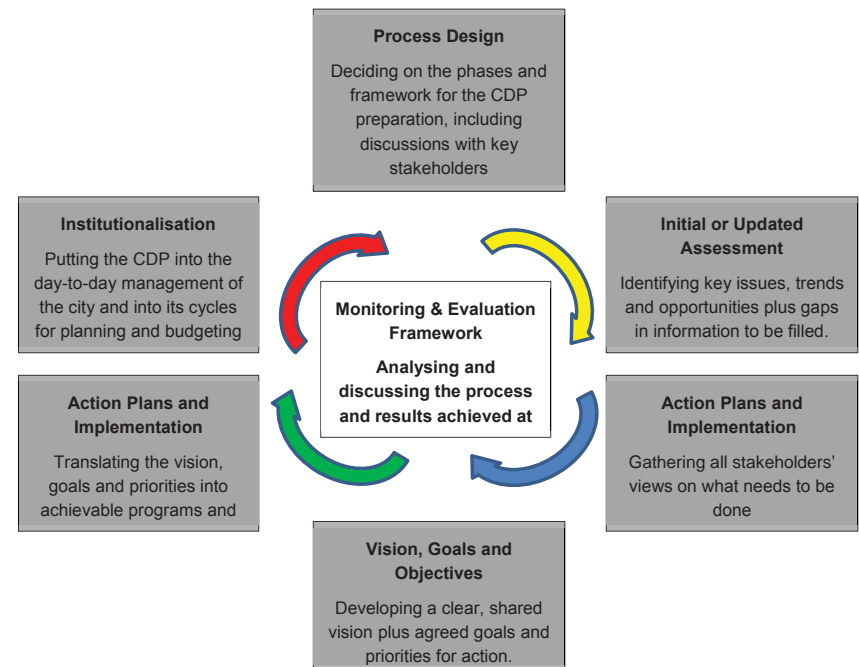 Process Design
Deciding on the phases and
framework for the CDP
preparation, including
discussions with key
stakeholders
Initial or Updated
Assessment
Identifying key issues, trends
and opportunities plus gaps
in information to be filled.
Action Plans and
Implementation
Gathering all stakeholders’
views on what needs to be
done
Vision, Goals and
Objectives
Developing a clear, shared
vision plus agreed goals and
priorities for action.
Action Plans and
Implementation
Translating the vision,
goals and priorities into
achievable programs and
Institutionalisation
Putting the CDP into the
day-to-day management of
the city and into its cycles
for planning and budgeting
Monitoring & Evaluation
Framework
Analysing and
discussing the process
and results achieved at